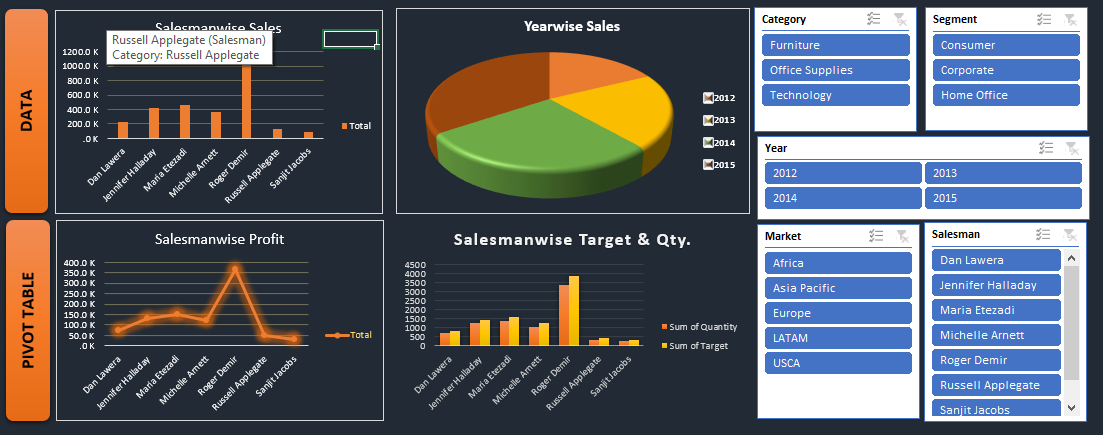 DATA
PIVOT TABLE
Salesmanwise Sales
Russell Applegate (Salesman)
Category: Russell Applegate
1200.0 K
1000.0 K
800.0 K
600.0 K
400.0 K
200.0 K
.0 K
Dan Lawera
Jennifer Halladay
Maria Etezadi
Michelle Arnett
Roger Demir
Russell Applegate
Sanjit Jacobs
Total
Yearwise Sales
2012
2013
2014
2015
Category
Furniture
Office Supplies
Technology
Segment
Consumer
Corporate
Home Office
Year
2012 2013
2014 2015
Salesmanwise Profit
400.0 K
350.0 K
300.0 K
250.0 K
200.0 K
150.0 K
100.0 K
50.0 K
.0 K
Dan Lawera
Jennifer Halladay
Maria Etezadi
Michelle Arnett
Roger Demir
Russell Applegate
Sanjit Jacobs
Total
Salesmanwise Target & Qty.
4500
4000
3500
3000
2500
2000
1500
1000
500
0
Dan Lawera
Jennifer Halladay
Maria Etezadi
Michelle Arnett
Roger Demir
Russell Applegate
Sanjit Jacobs
Sum of Quantity
Sum of Target
Market
Africa
Asia Pacific
Europe
LATAM
USCA
Salesman
Dan Lawera
Jennifer Halladay
Maria Etezadi
Michelle Arnett
Roger Demir
Russell Applegate
Sanjit Jacobs